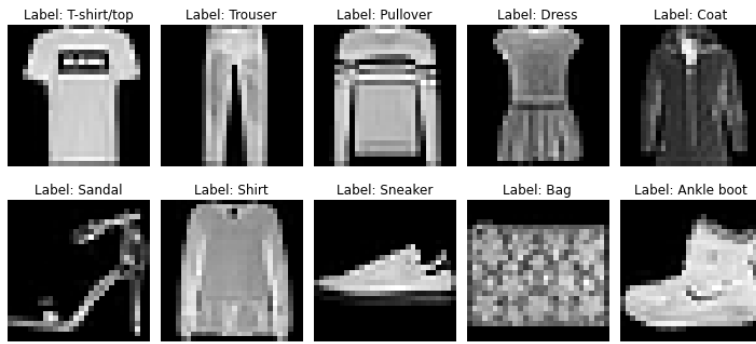 Label: T-shirt/top
Label: Trouser
Label: Pullover
Label: Dress
Label: Coat
Label: Sandal
Label: Shirt
Label: Sneaker
Label: Bag
Label: Ankle boot